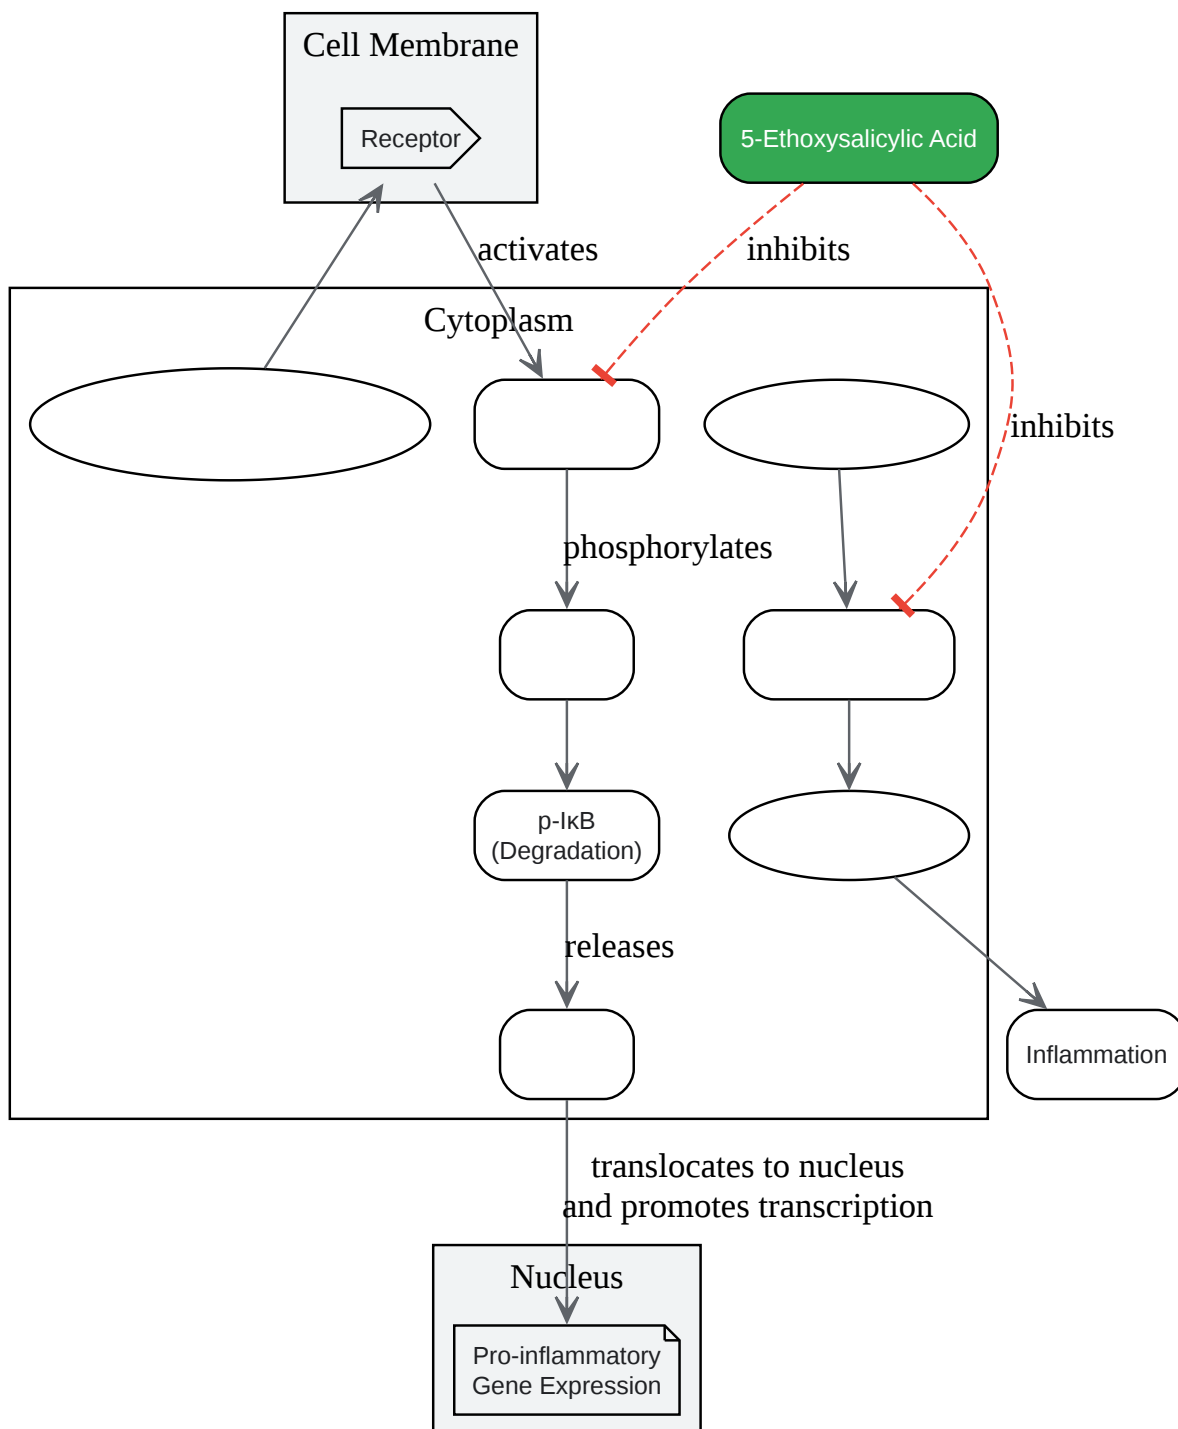 Cell Membrane
Receptor
5-Ethoxysalicylic Acid
activates
inhibits
Cytoplasm
inhibits
phosphorylates
p-IκB
(Degradation)
releases
Inflammation
translocates to nucleus
and promotes transcription
Nucleus
Pro-inflammatory
Gene Expression